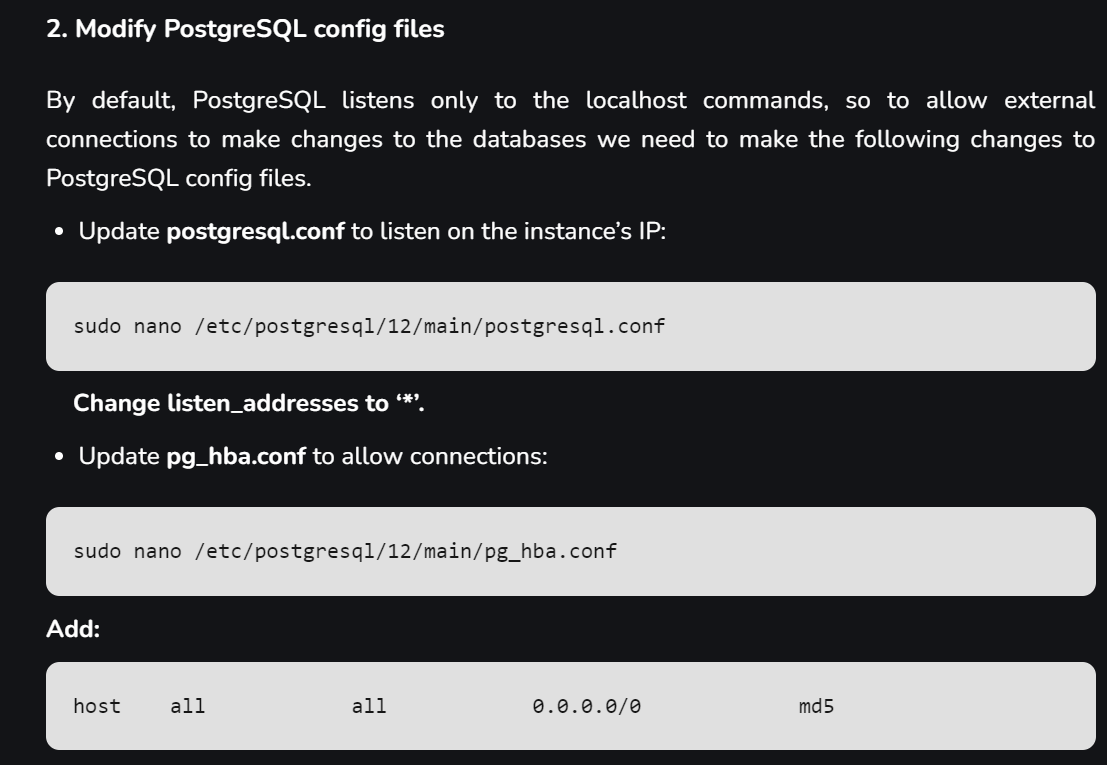 2. Modify PostgreSQL config files
By default, PostgreSQL listens only to the localhost commands, so to allow external
connections to make changes to the databases we need to make the following changes to
PostgreSQL config files.
• Update postgresql.conf to listen on the instance’s IP:
sudo nano /etc/postgresql/12/main/postgresql.conf
Change listen_addresses to ‘*’.
• Update pg_hba.conf to allow connections:
sudo nano /etc/postgresql/12/main/pg_hba.conf
Add:
host    all            all            0.0.0.0/0             md5